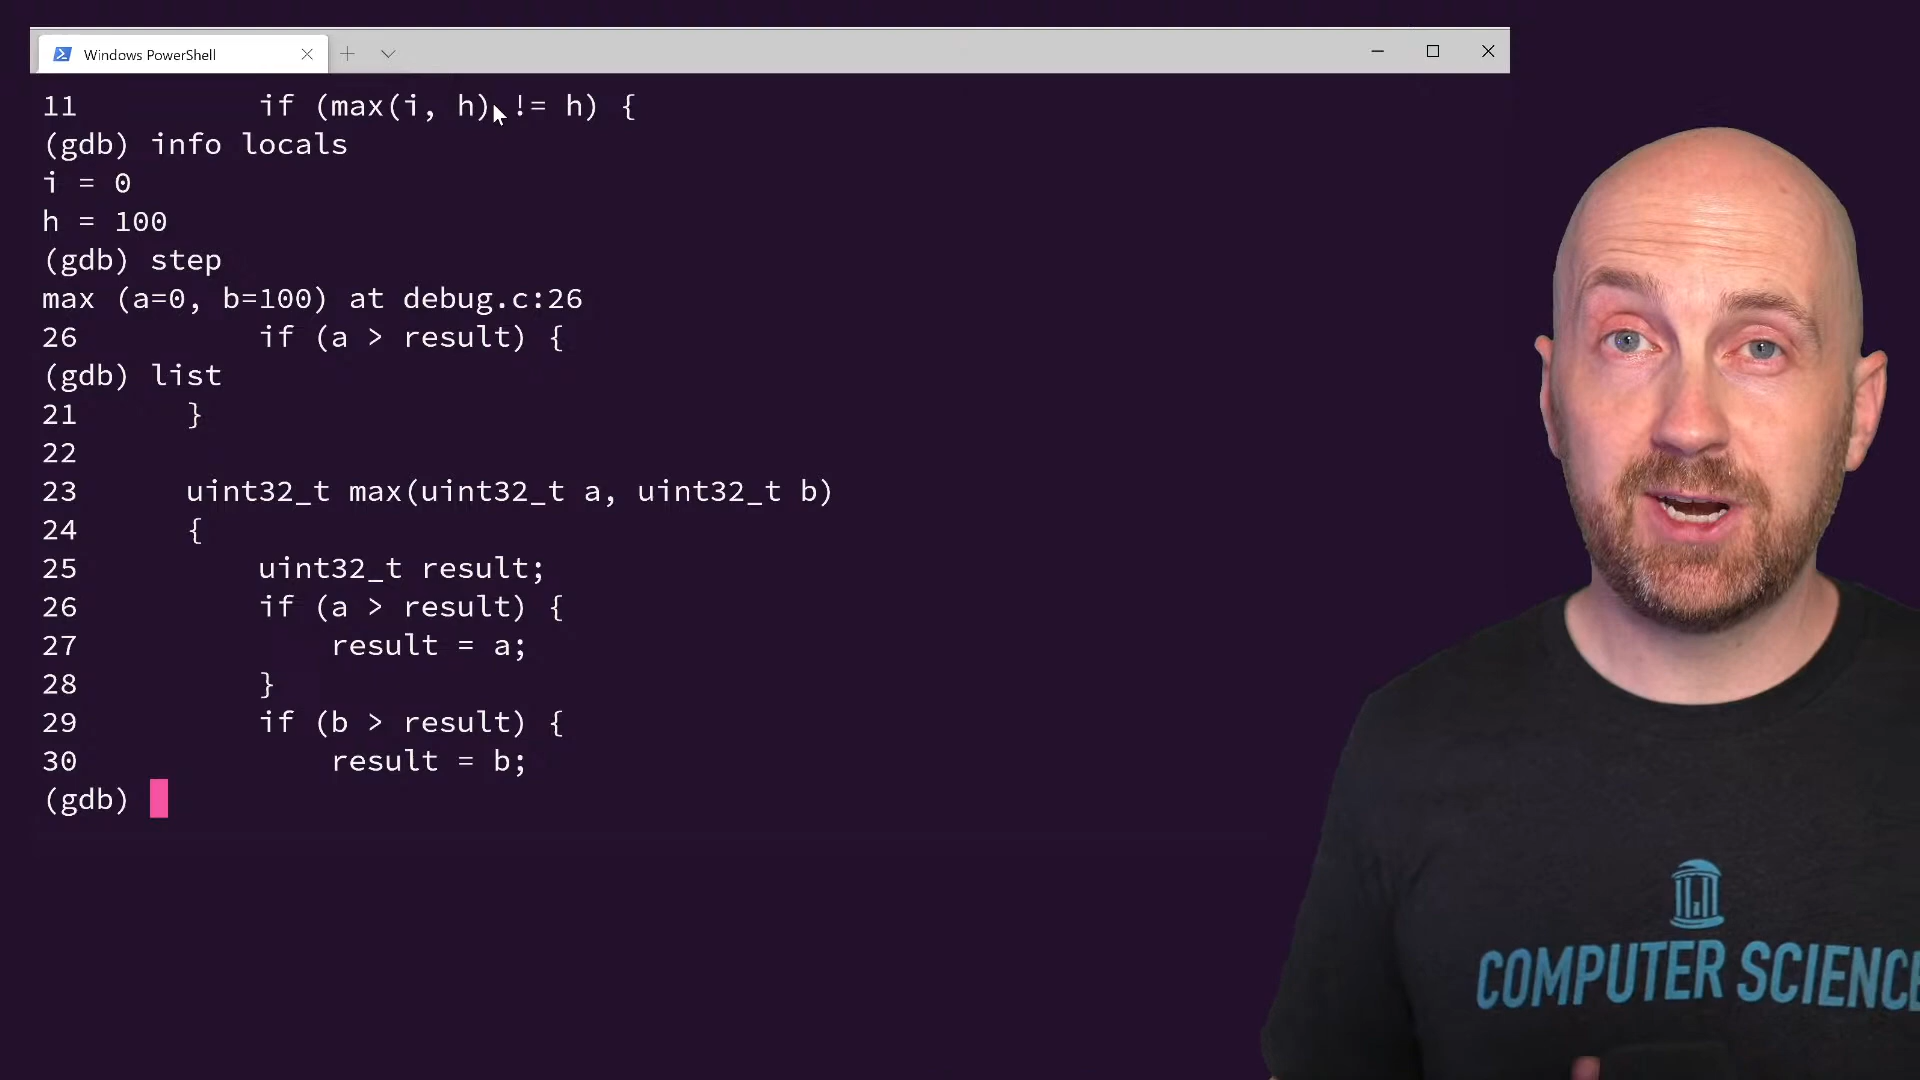 Windows PowerShell
11          if (max(i, h) != h) {
(gdb) info locals
i = 0
h = 100
(gdb) step
max (a=0, b=100) at debug.c:26
26          if (a > result) {
(gdb) list
21      }
22
23      uint32_t max(uint32_t a, uint32_t b)
24      {
25          uint32_t result;
26          if (a > result) {
27              result = a;
28          }
29          if (b > result) {
30              result = b;
(gdb)
COMPUTER SCIENCE